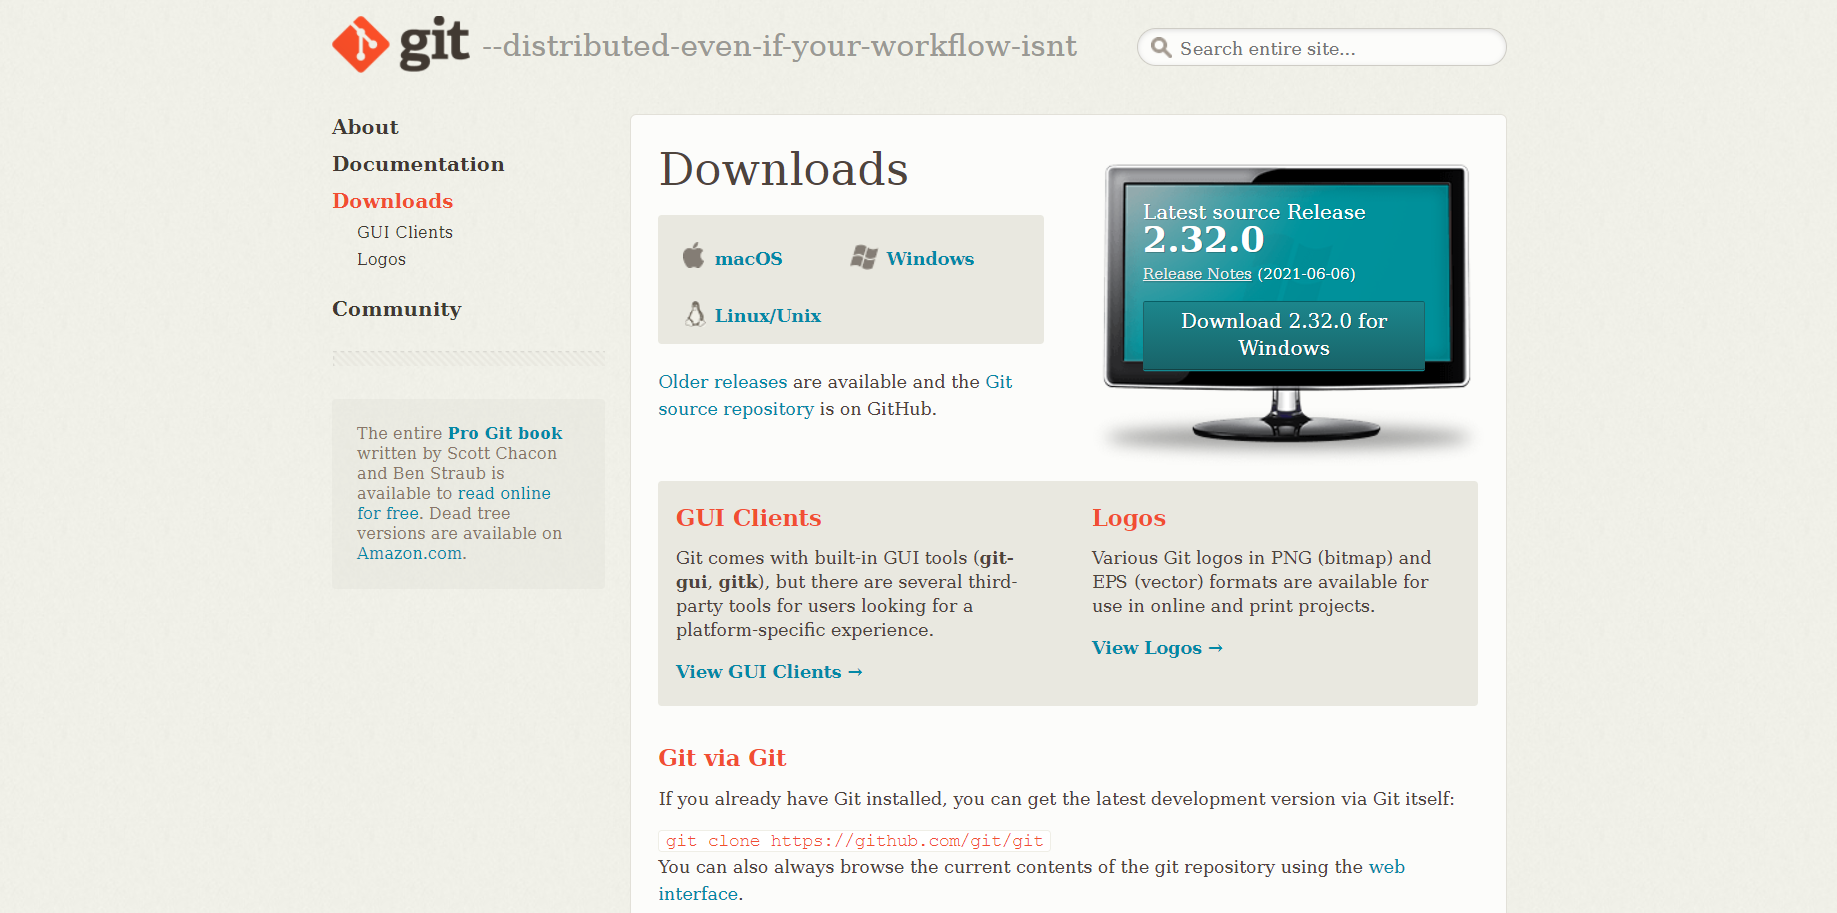 git --distributed-even-if-your-workflow-isnt
Search entire site...
About
Documentation
Downloads
GUI Clients
Logos
Community
The entire Pro Git book
written by Scott Chacon
and Ben Straub is
available to read online
for free. Dead tree
versions are available on
Amazon.com.
Downloads
macOS
Windows
Linux/Unix
Older releases are available and the Git
source repository is on GitHub.
Latest source Release
2.32.0
Release Notes (2021-06-06)
Download 2.32.0 for
Windows
GUI Clients
Git comes with built-in GUI tools (git-
gui, gitk), but there are several third-
party tools for users looking for a
platform-specific experience.
View GUI Clients →
Logos
Various Git logos in PNG (bitmap) and
EPS (vector) formats are available for
use in online and print projects.
View Logos →
Git via Git
If you already have Git installed, you can get the latest development version via Git itself:
git clone https://github.com/git/git
You can also always browse the current contents of the git repository using the web
interface.